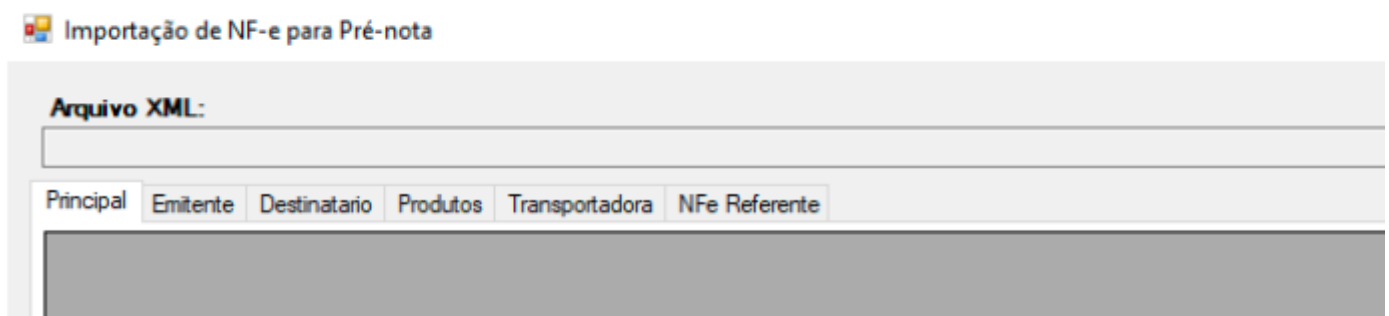 Importação de NF-e para Pré-nota
Arquivo XML:
Principal Emitente Destinatario Produtos Transportadora NFe Referente